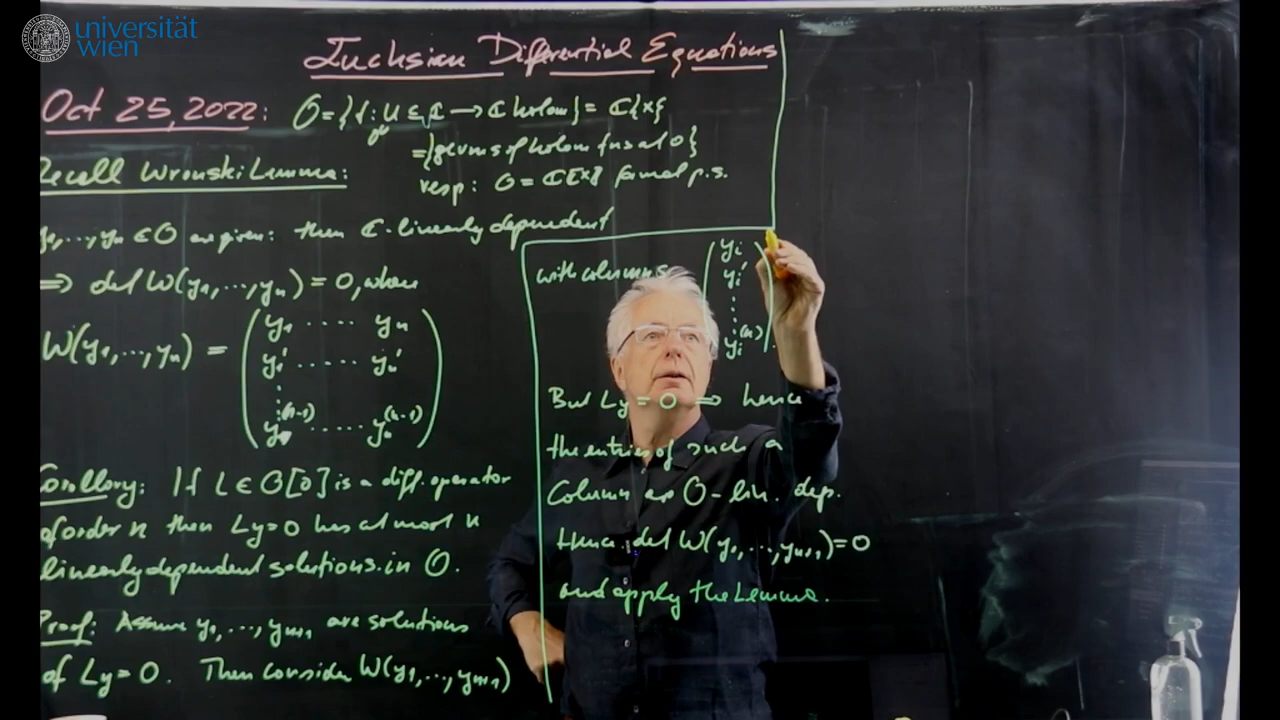 universität
wien
Fuchsian Differential Equations
Oct 25, 2022: O = {f: U ⊆ ℂ → ℂ holom} = ℂ{x}
= {germs of holom fns at 0}
Recall Wronski Lemma:
resp: O = ℂ[[x]] formal p.s.
y₁, ..., yₙ ∈ O are given: then ℂ-linearly dependent
⟹ det W(y₁, ..., yₙ) = 0, where
W(y₁, ..., yₙ) =
y₁ ..... yₙ
y₁' ...... yₙ'
⋮
y₁⁽ⁿ⁻¹⁾ ...... yₙ⁽ⁿ⁻¹⁾
Corollary: If L ∈ O[∂] is a diff. operator
of order n then Ly = 0 has at most n
linearly dependent solutions in O.
Proof: Assume y₁, ..., yₙ₊₁ are solutions
of Ly = 0. Then consider W(y₁, ..., yₙ₊₁)
with columns
yᵢ
yᵢ'
⋮
yᵢ⁽ⁿ⁾
But Ly = 0 ⟹ hence
the entries of such a
column are O-lin. dep.
Hence det W(y₁, ..., yₙ₊₁) = 0
and apply the Lemma.